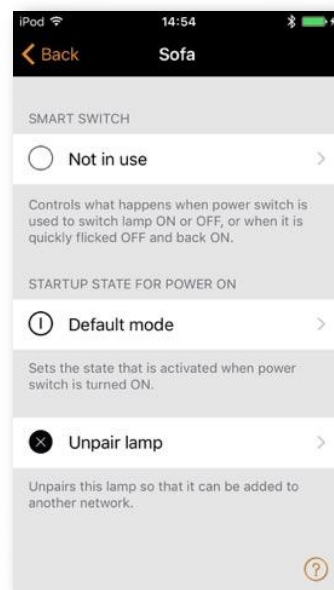 iPod 14:54
Back Sofa
SMART SWITCH
Not in use
Controls what happens when power switch is
used to switch lamp ON or OFF, or when it is
quickly flicked OFF and back ON.
STARTUP STATE FOR POWER ON
Default mode
Sets the state that is activated when power
switch is turned ON.
Unpair lamp
Unpairs this lamp so that it can be added to
another network.
?